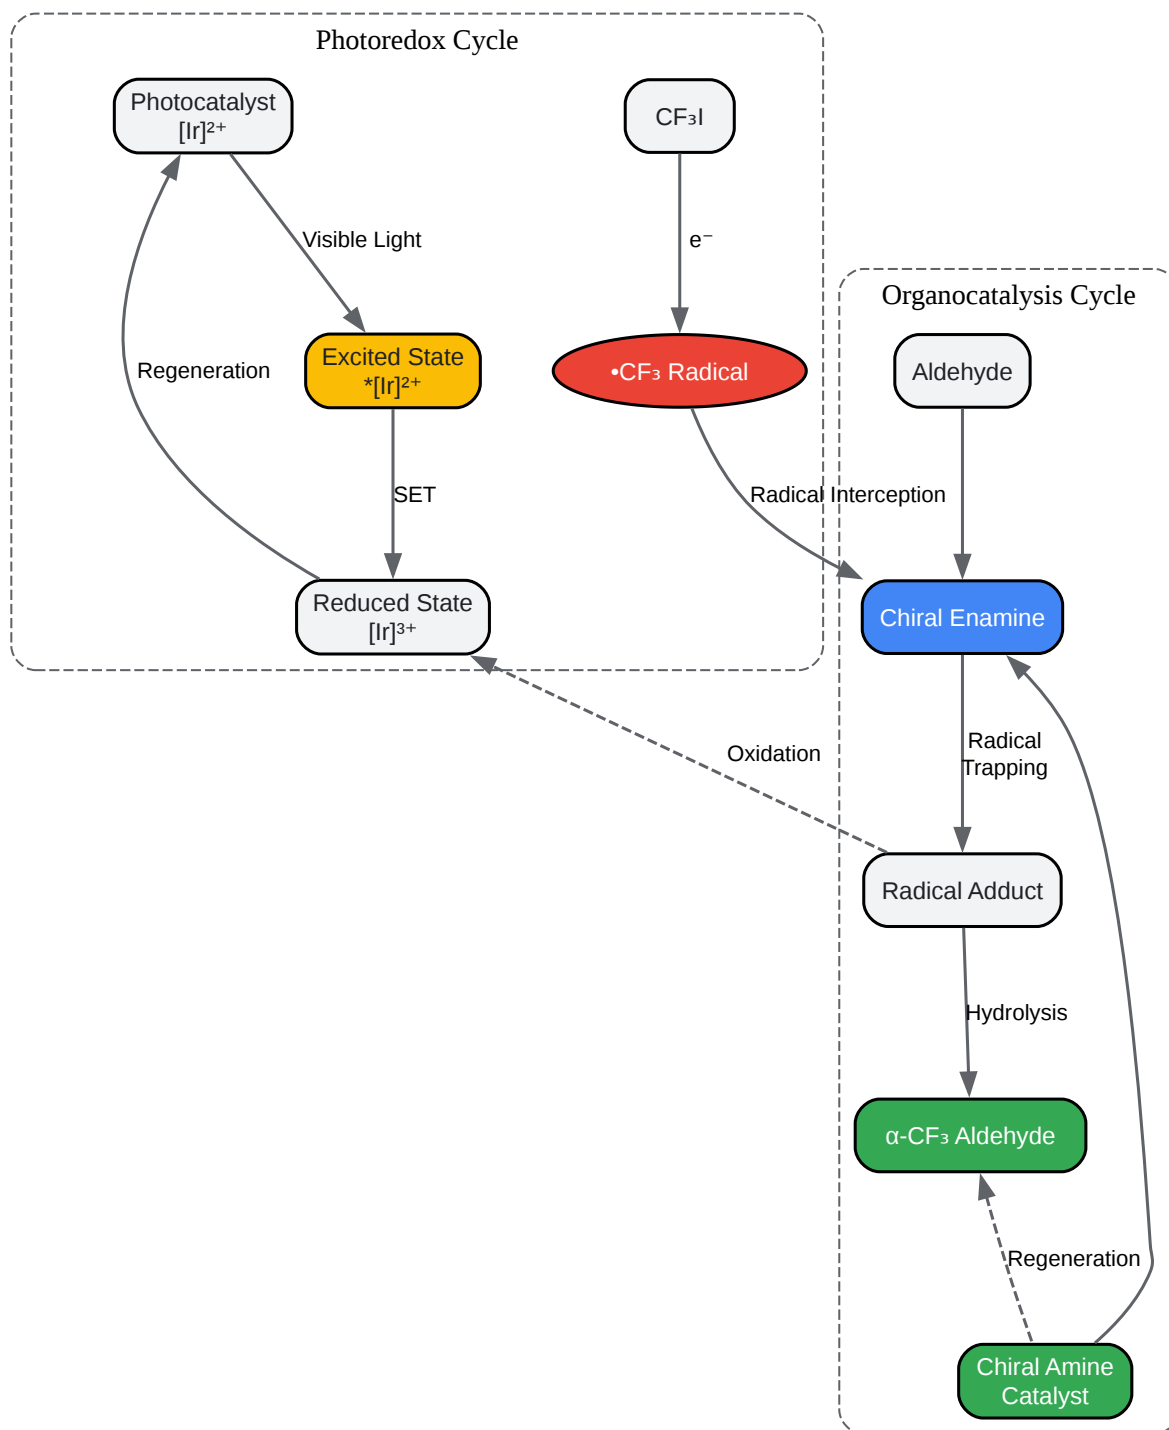 Photoredox Cycle
Photocatalyst
[Ir]²⁺
CF₃I
Visible Light
e⁻
Organocatalysis Cycle
Excited State
*[Ir]²⁺
•CF₃ Radical
Aldehyde
Regeneration
SET
Radical Interception
Reduced State
[Ir]³⁺
Chiral Enamine
Oxidation
Radical
Trapping
Radical Adduct
Hydrolysis
α-CF₃ Aldehyde
Regeneration
Chiral Amine
Catalyst